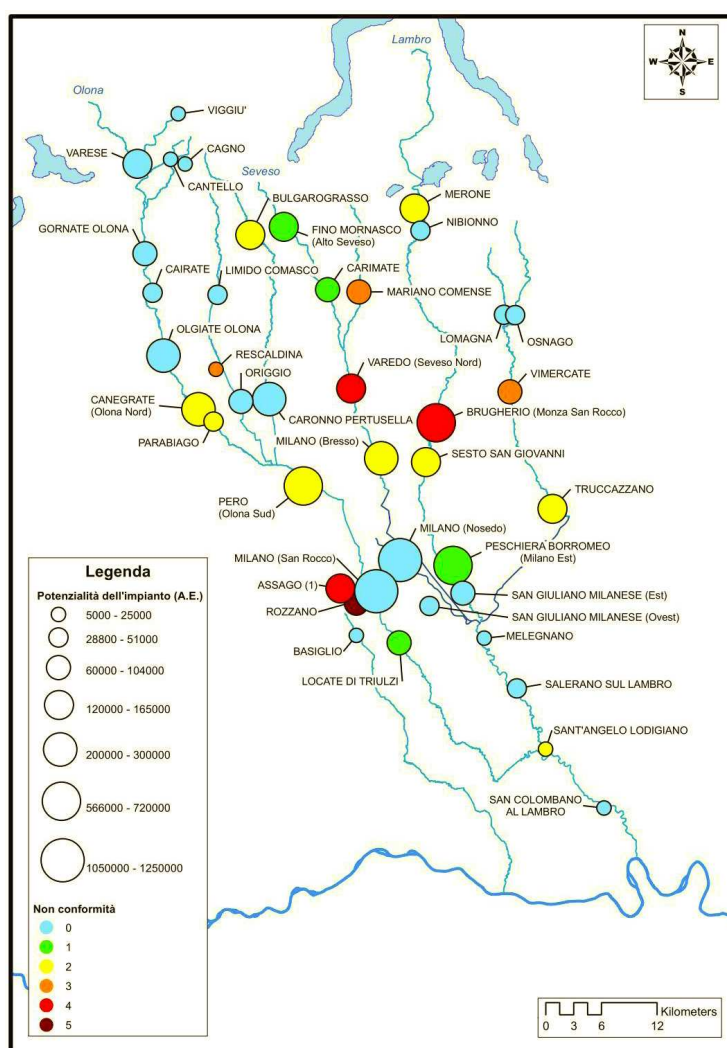 Lambro
N
W E
S
Olona
VIGGIU'
VARESE
CAGNO
CANTELLO
Seveso
BULGAROGRASSO
MERONE
FINO MORNASCO
(Alto Seveso)
NIBIONNO
GORNATE OLONA
CAIRATE
LIMIDO COMASCO
CARIMATE
MARIANO COMENSE
OLGIATE OLONA
LOMAGNA
OSNAGO
RESCALDINA
VAREDO (Seveso Nord)
VIMERCATE
ORIGGIO
CANEGRATE
(Olona Nord)
CARONNO PERTUSELLA
BRUGHERIO (Monza San Rocco)
PARABIAGO
MILANO (Bresso)
SESTO SAN GIOVANNI
TRUCCAZZANO
PERO
(Olona Sud)
MILANO (Nosedo)
MILANO (San Rocco)
PESCHIERA BORROMEO
(Milano Est)
ASSAGO (1)
SAN GIULIANO MILANESE (Est)
ROZZANO
SAN GIULIANO MILANESE (Ovest)
BASIGLIO
MELEGNANO
LOCATE DI TRIULZI
SALERANO SUL LAMBRO
SANT'ANGELO LODIGIANO
SAN COLOMBANO
AL LAMBRO
Legenda
Potenzialità dell'impianto (A.E.)
5000 - 25000
28800 - 51000
60000 - 104000
120000 - 165000
200000 - 300000
566000 - 720000
1050000 - 1250000
Non conformità
0
1
2
3
4
5
Kilometers
0 3 6 12